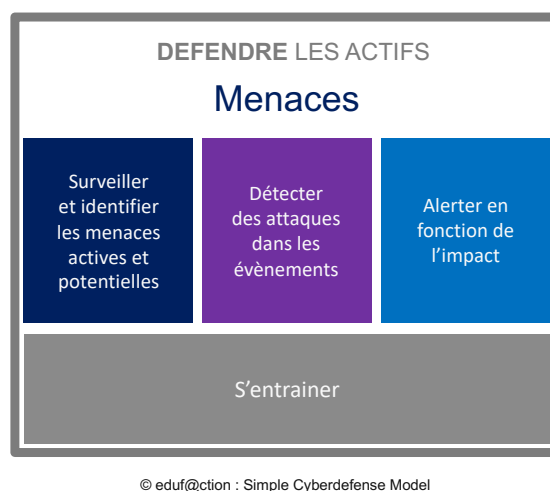 DEFENDRE LES ACTIFS
Menaces
Surveiller
et identifier
les menaces
actives et
potentielles
Détecter
des attaques
dans les
évènements
Alerter en
fonction de
l’impact
S’entrainer
© eduf@ction : Simple Cyberdefense Model